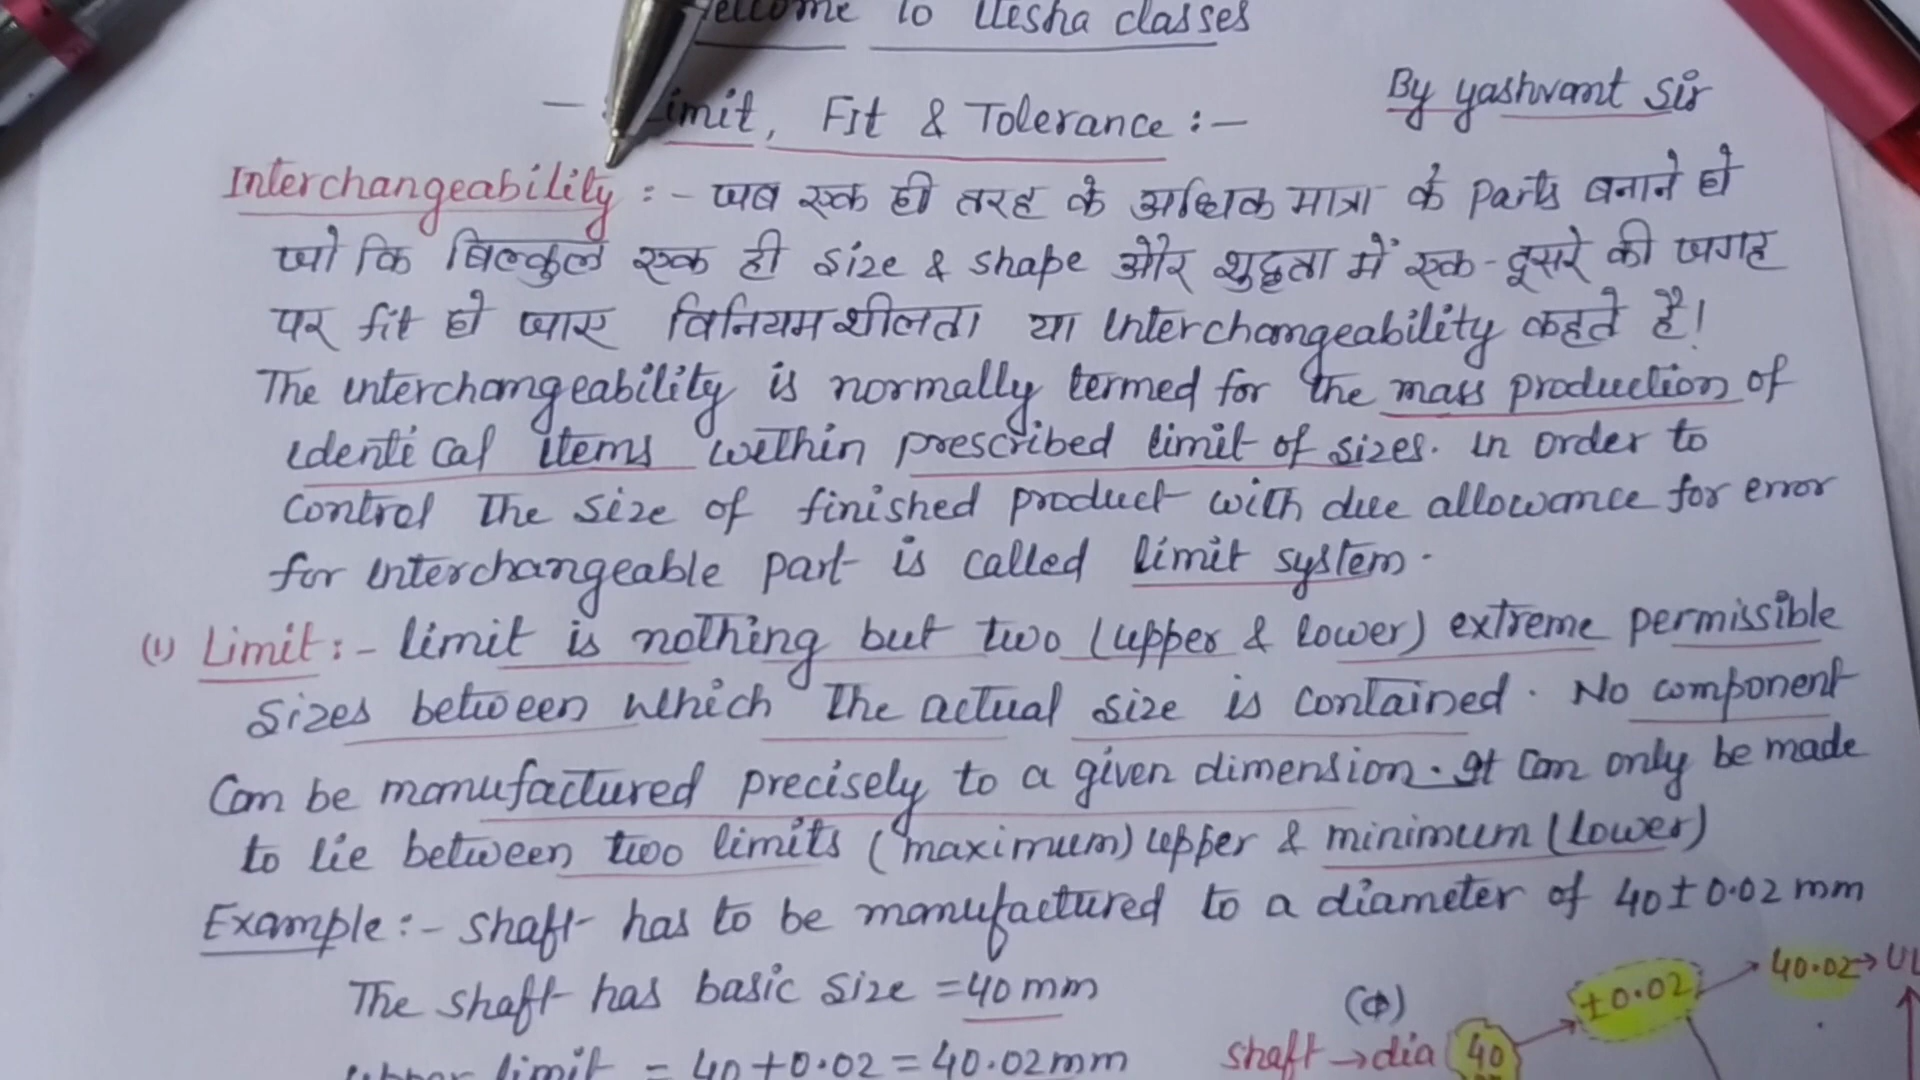 Welcome to Uesha classes
Limit, Fit & Tolerance :-
By yashvant Sir
Interchangeability :- जब एक ही तरह के अधिक मात्रा के Parts बनाने हो
जो कि बिल्कुल एक ही size & shape और शुद्धता में एक-दूसरे की जगह
पर fit हो जाए विनियमशीलता या Interchangeability कहते है!
The interchangeability is normally termed for the mass production of
identical items within prescribed limit of sizes. in order to
control the size of finished product with due allowance for error
for interchangeable part is called limit system.
(1) Limit :- limit is nothing but two (upper & lower) extreme permissible
sizes between which the actual size is contained. No component
can be manufactured precisely to a given dimension. It can only be made
to lie between two limits (maximum) upper & minimum (lower)
Example :- shaft has to be manufactured to a diameter of 40±0.02 mm
The shaft has basic size = 40 mm
upper limit = 40+0.02 = 40.02mm
(Φ)
shaft → dia 40
±0.02 → 40.02 → UL